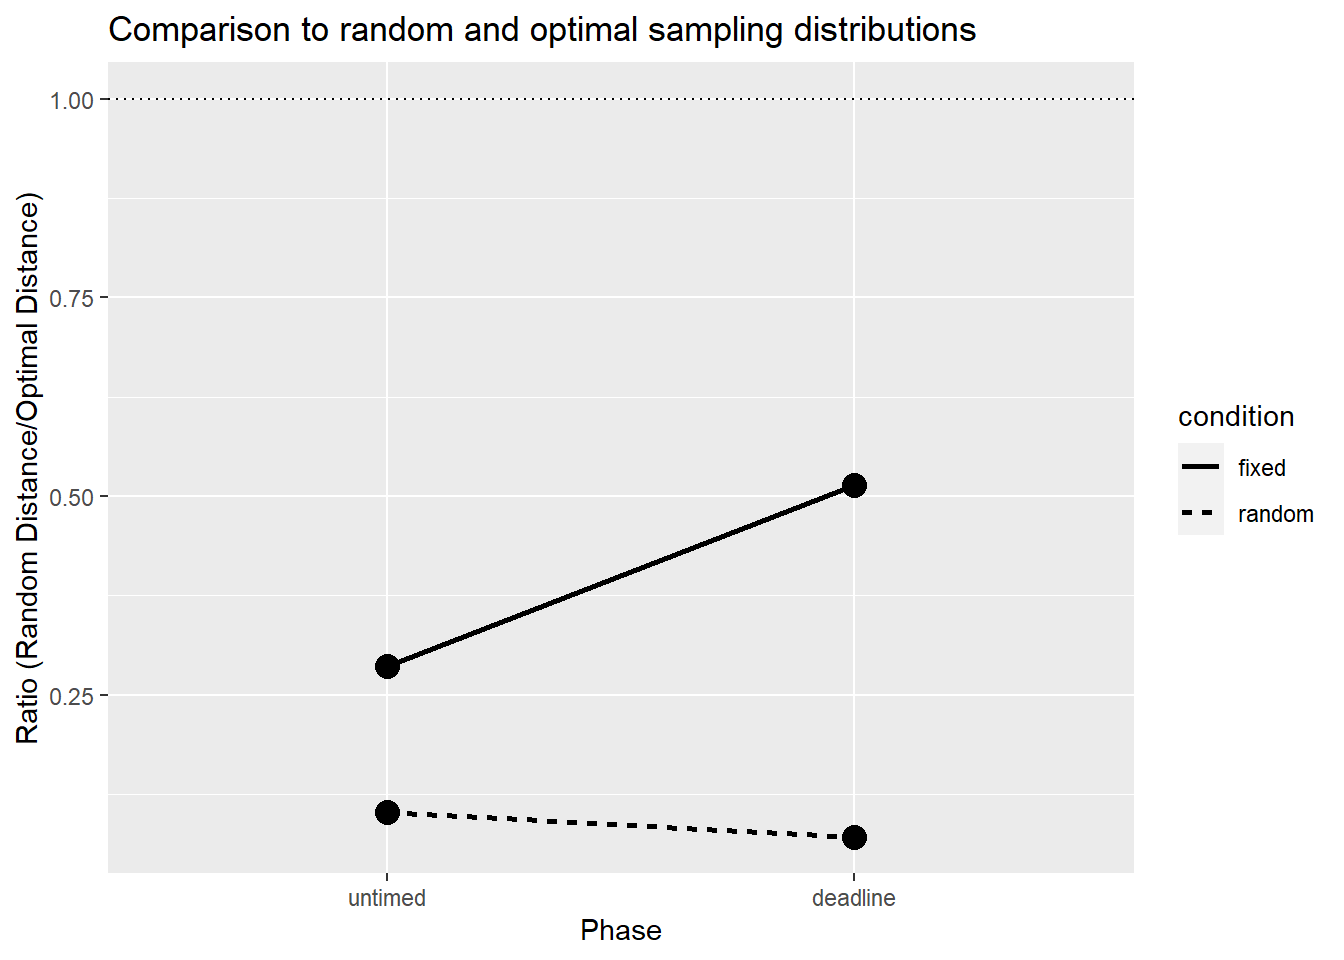 Comparison to random and optimal sampling distributions
Ratio (Random Distance/Optimal Distance)
1.00
0.75
0.50
0.25
untimed
deadline
Phase
condition
fixed
random